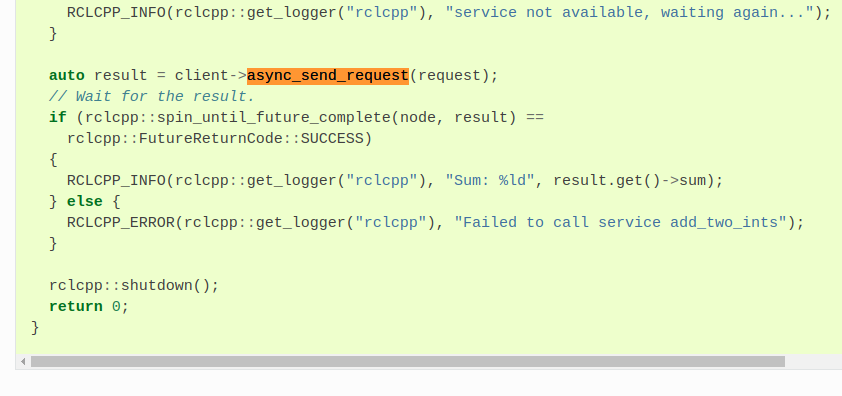 RCLCPP_INFO(rclcpp::get_logger("rclcpp"), "service not available, waiting again...");
}
auto result = client->async_send_request(request);
// Wait for the result.
if (rclcpp::spin_until_future_complete(node, result) ==
rclcpp::FutureReturnCode::SUCCESS)
{
RCLCPP_INFO(rclcpp::get_logger("rclcpp"), "Sum: %ld", result.get()->sum);
} else {
RCLCPP_ERROR(rclcpp::get_logger("rclcpp"), "Failed to call service add_two_ints");
}
rclcpp::shutdown();
return 0;
}